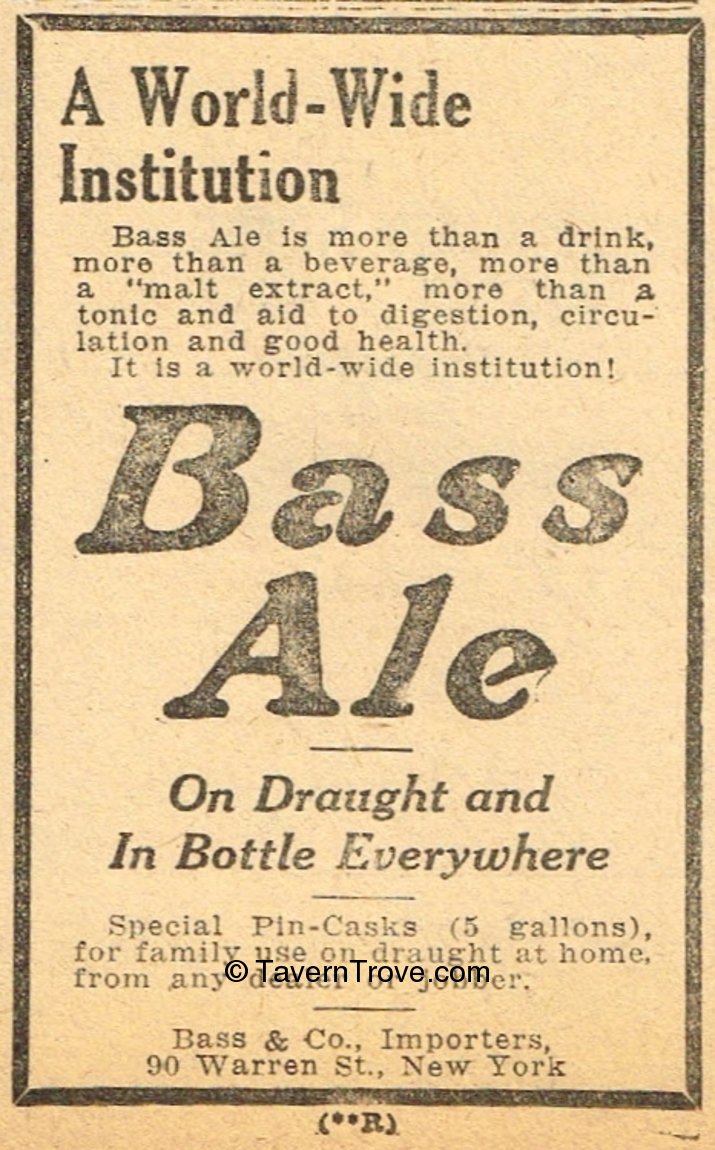 A World-Wide
Institution
Bass Ale is more than a drink,
more than a beverage, more than
a "malt extract," more than a
tonic and aid to digestion, circu-
lation and good health.
It is a world-wide institution!
Bass
Ale
On Draught and
In Bottle Everywhere
Special Pin-Casks (5 gallons),
for family use on draught at home,
from any dealer or jobber.
© TavernTrove.com
Bass & Co., Importers,
90 Warren St., New York
(**R)